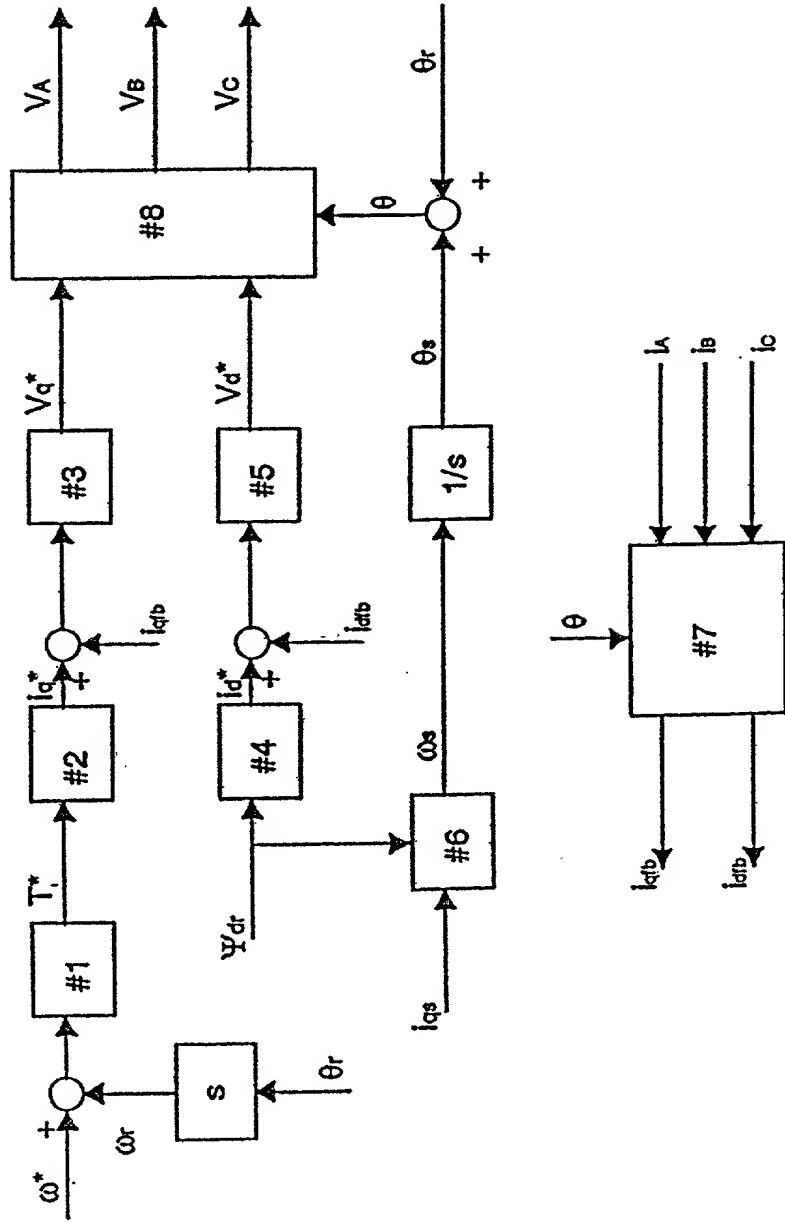 ω*
+
ωr
s
θr
#1
T₁*
#2
iq*
+
iqfb
#3
Vq*
#8
VA
VB
VC
Ψdr
#4
id*
+
idfb
#5
Vd*
iqs
#6
ωs
1/s
θs
+
+
θ
θr
θ
#7
iqfb
idfb
iA
iB
iC